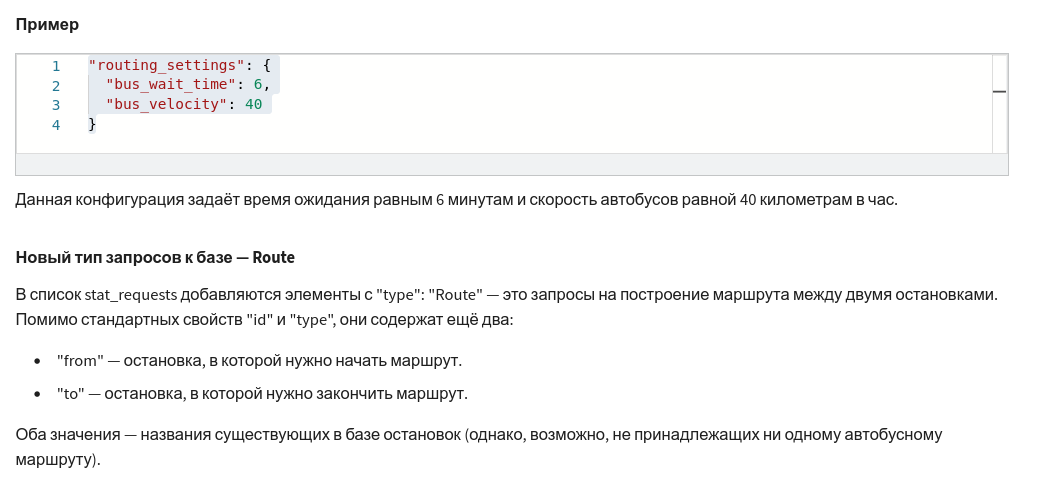 Пример
1 "routing_settings": {
2 "bus_wait_time": 6,
3 "bus_velocity": 40
4 }
Данная конфигурация задаёт время ожидания равным 6 минутам и скорость автобусов равной 40 километрам в час.
Новый тип запросов к базе — Route
В список stat_requests добавляются элементы с "type": "Route" — это запросы на построение маршрута между двумя остановками.
Помимо стандартных свойств "id" и "type", они содержат ещё два:
• "from" — остановка, в которой нужно начать маршрут.
• "to" — остановка, в которой нужно закончить маршрут.
Оба значения — названия существующих в базе остановок (однако, возможно, не принадлежащих ни одному автобусному
маршруту).